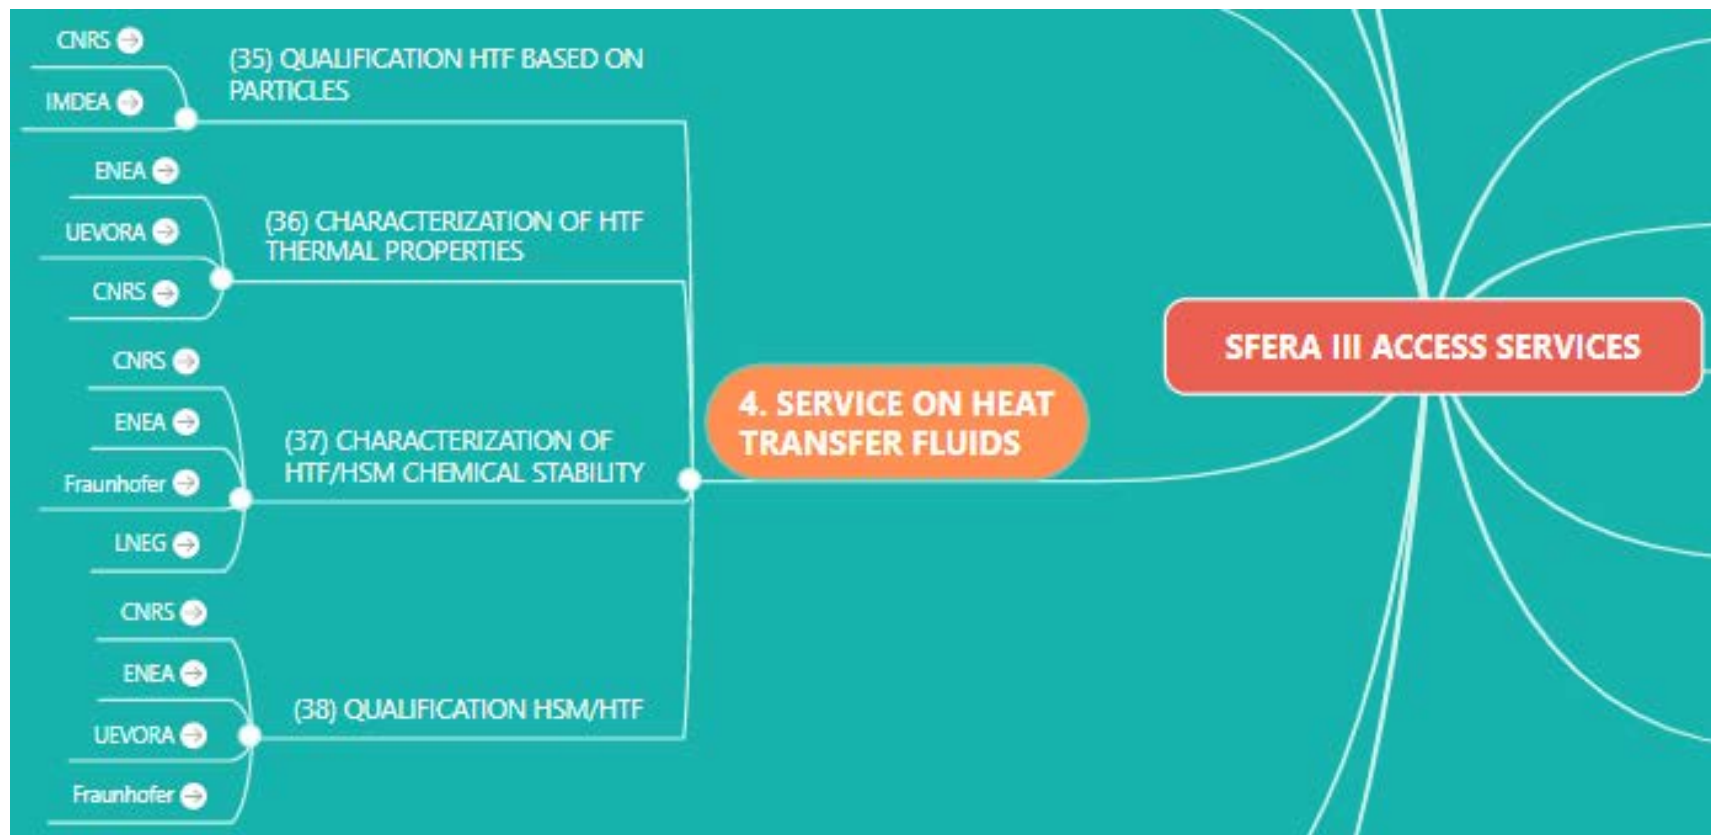 CNRS
IMDEA
(35) QUALIFICATION HTF BASED ON
PARTICLES
ENEA
UEVORA
CNRS
(36) CHARACTERIZATION OF HTF
THERMAL PROPERTIES
CNRS
ENEA
Fraunhofer
LNEG
(37) CHARACTERIZATION OF
HTF/HSM CHEMICAL STABILITY
CNRS
ENEA
UEVORA
Fraunhofer
(38) QUALIFICATION HSM/HTF
4. SERVICE ON HEAT
TRANSFER FLUIDS
SFERA III ACCESS SERVICES